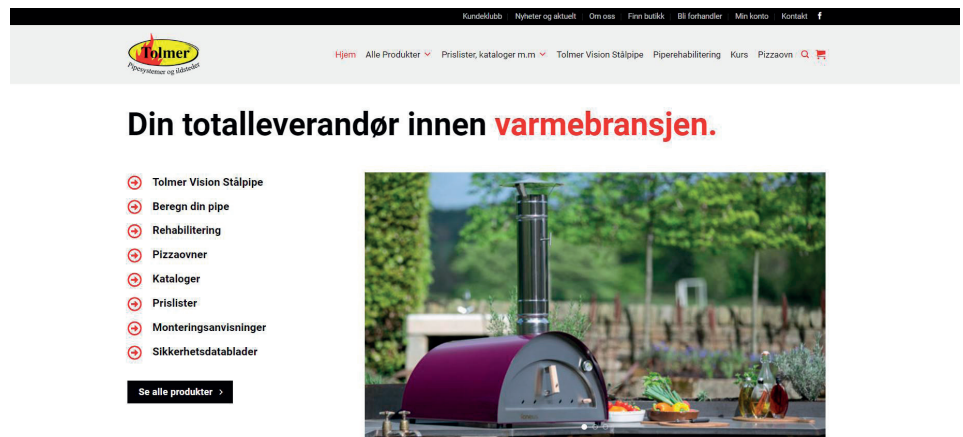 Kundeklubb Nyheter og aktuelt Om oss Finn butikk Bli forhandler Min konto Kontakt f
Tolmer
Pipesystemer og ildsteder
Hjem Alle Produkter Prislister, kataloger m.m Tolmer Vision Stålpipe Piperehabilitering Kurs Pizzaovn
Din totalleverandør innen varmebransjen.
Tolmer Vision Stålpipe
Beregn din pipe
Rehabilitering
Pizzaovner
Kataloger
Prislister
Monteringsanvisninger
Sikkerhetsdatablader
Se alle produkter >